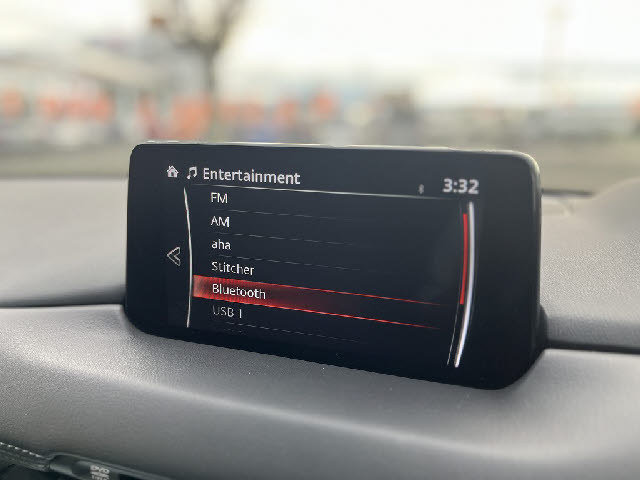 Entertainment
3:32
FM
AM
aha
Stitcher
Bluetooth
USB 1